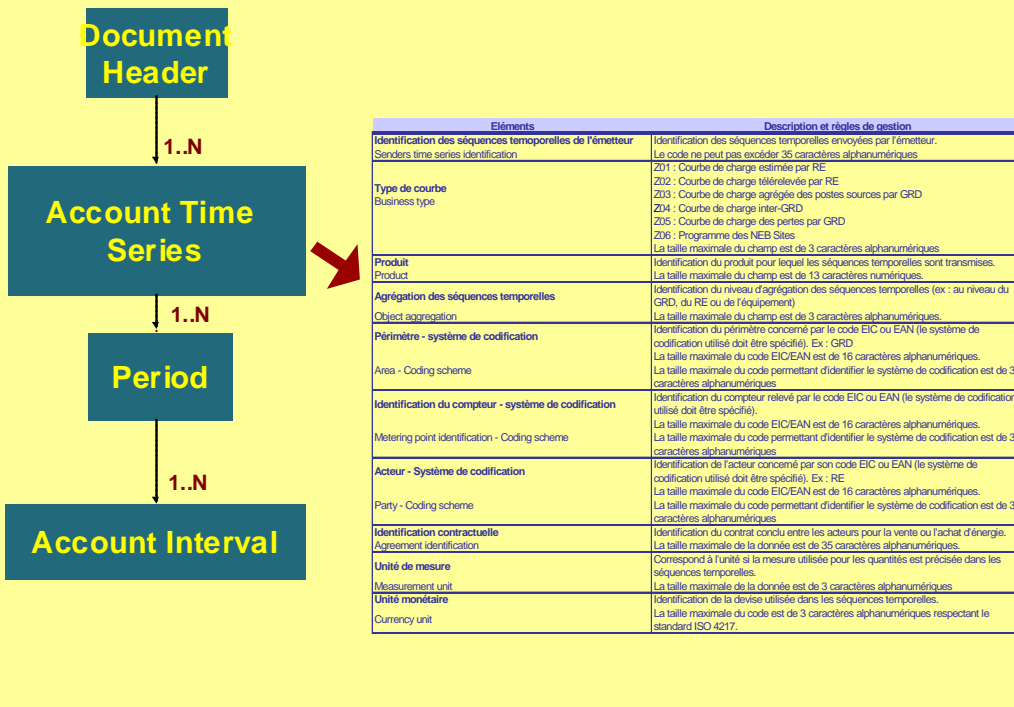 Document
Header
1..N
Account Time
Series
1..N
Period
1..N
Account Interval
Eléments Description et règles de gestion
Identification des séquences temoporelles de l'émetteur Identification des séquences temporelles envoyées par l'émetteur.
Senders time series identification Le code ne peut pas excéder 35 caractères alphanumériques
Type de courbe
Business type
Z01 : Courbe de charge estimée par RE
Z02 : Courbe de charge télérelevée par RE
Z03 : Courbe de charge agrégée des postes sources par GRD
Z04 : Courbe de charge inter-GRD
Z05 : Courbe de charge des pertes par GRD
Z06 : Programme des NEB Sites
La taille maximale du champ est de 3 caractères alphanumériques
Produit Identification du produit pour lequel les séquences temporelles sont transmises.
Product La taille maximale du champ est de 13 caractères numériques.
Agrégation des séquences temporelles Identification du niveau d'agrégation des séquences temporelles (ex : au niveau du
GRD, du RE ou de l'équipement)
Object aggregation La taille maximale du champ est de 3 caractères alphanumériques.
Périmètre - système de codification Identification du périmètre concerné par le code EIC ou EAN (le système de
codification utilisé doit être spécifié). Ex : GRD
La taille maximale du code EIC/EAN est de 16 caractères alphanumériques.
Area - Coding scheme La taille maximale du code permettant d'identifier le système de codification est de 3
caractères alphanumériques
Identification du compteur - système de codification Identification du compteur relevé par le code EIC ou EAN (le système de codification
utilisé doit être spécifié).
La taille maximale du code EIC/EAN est de 16 caractères alphanumériques.
Metering point identification - Coding scheme La taille maximale du code permettant d'identifier le système de codification est de 3
caractères alphanumériques
Acteur - Système de codification Identification de l'acteur concerné par son code EIC ou EAN (le système de
codification utilisé doit être spécifié). Ex : RE
La taille maximale du code EIC/EAN est de 16 caractères alphanumériques.
Party - Coding scheme La taille maximale du code permettant d'identifier le système de codification est de 3
caractères alphanumériques
Identification contractuelle Identification du contrat conclu entre les acteurs pour la vente ou l'achat d'énergie.
Agreement identification La taille maximale de la donnée est de 35 caractères alphanumériques.
Unité de mesure Correspond à l'unité si la mesure utilisée pour les quantités est précisée dans les
séquences temporelles.
Measurement unit La taille maximale de la donnée est de 3 caractères alphanumériques
Unité monétaire Identification de la devise utilisée dans les séquences temporelles.
Currency unit La taille maximale du code est de 3 caractères alphanumériques respectant le
standard ISO 4217.